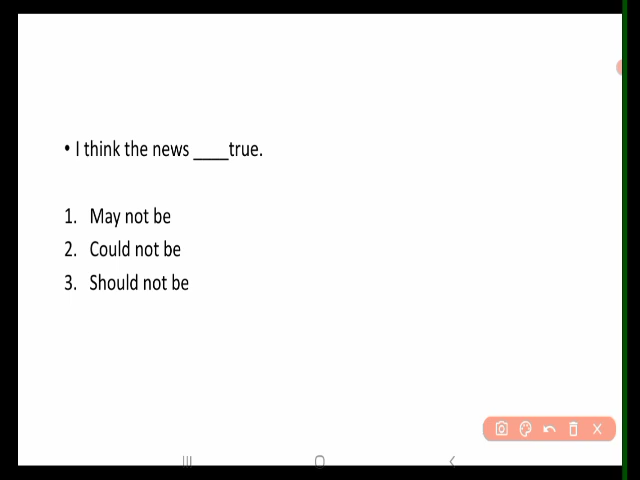 • I think the news ____true.
1. May not be
2. Could not be
3. Should not be